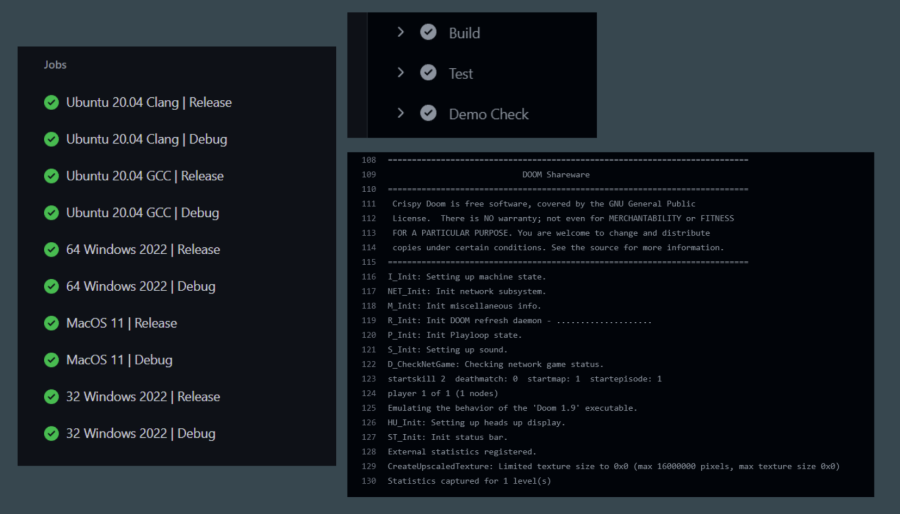 Jobs
Ubuntu 20.04 Clang | Release
Ubuntu 20.04 Clang | Debug
Ubuntu 20.04 GCC | Release
Ubuntu 20.04 GCC | Debug
64 Windows 2022 | Release
64 Windows 2022 | Debug
MacOS 11 | Release
MacOS 11 | Debug
32 Windows 2022 | Release
32 Windows 2022 | Debug
Build
Test
Demo Check
108 ===========================================================================
109 DOOM Shareware
110 ===========================================================================
111 Crispy Doom is free software, covered by the GNU General Public
112 License. There is NO warranty; not even for MERCHANTABILITY or FITNESS
113 FOR A PARTICULAR PURPOSE. You are welcome to change and distribute
114 copies under certain conditions. See the source for more information.
115 ===========================================================================
116 I_Init: Setting up machine state.
117 NET_Init: Init network subsystem.
118 M_Init: Init miscellaneous info.
119 R_Init: Init DOOM refresh daemon - ....................
120 P_Init: Init Playloop state.
121 S_Init: Setting up sound.
122 D_CheckNetGame: Checking network game status.
123 startskill 2 deathmatch: 0 startmap: 1 startepisode: 1
124 player 1 of 1 (1 nodes)
125 Emulating the behavior of the 'Doom 1.9' executable.
126 HU_Init: Setting up heads up display.
127 ST_Init: Init status bar.
128 External statistics registered.
129 CreateUpscaledTexture: Limited texture size to 0x0 (max 16000000 pixels, max texture size 0x0)
130 Statistics captured for 1 level(s)